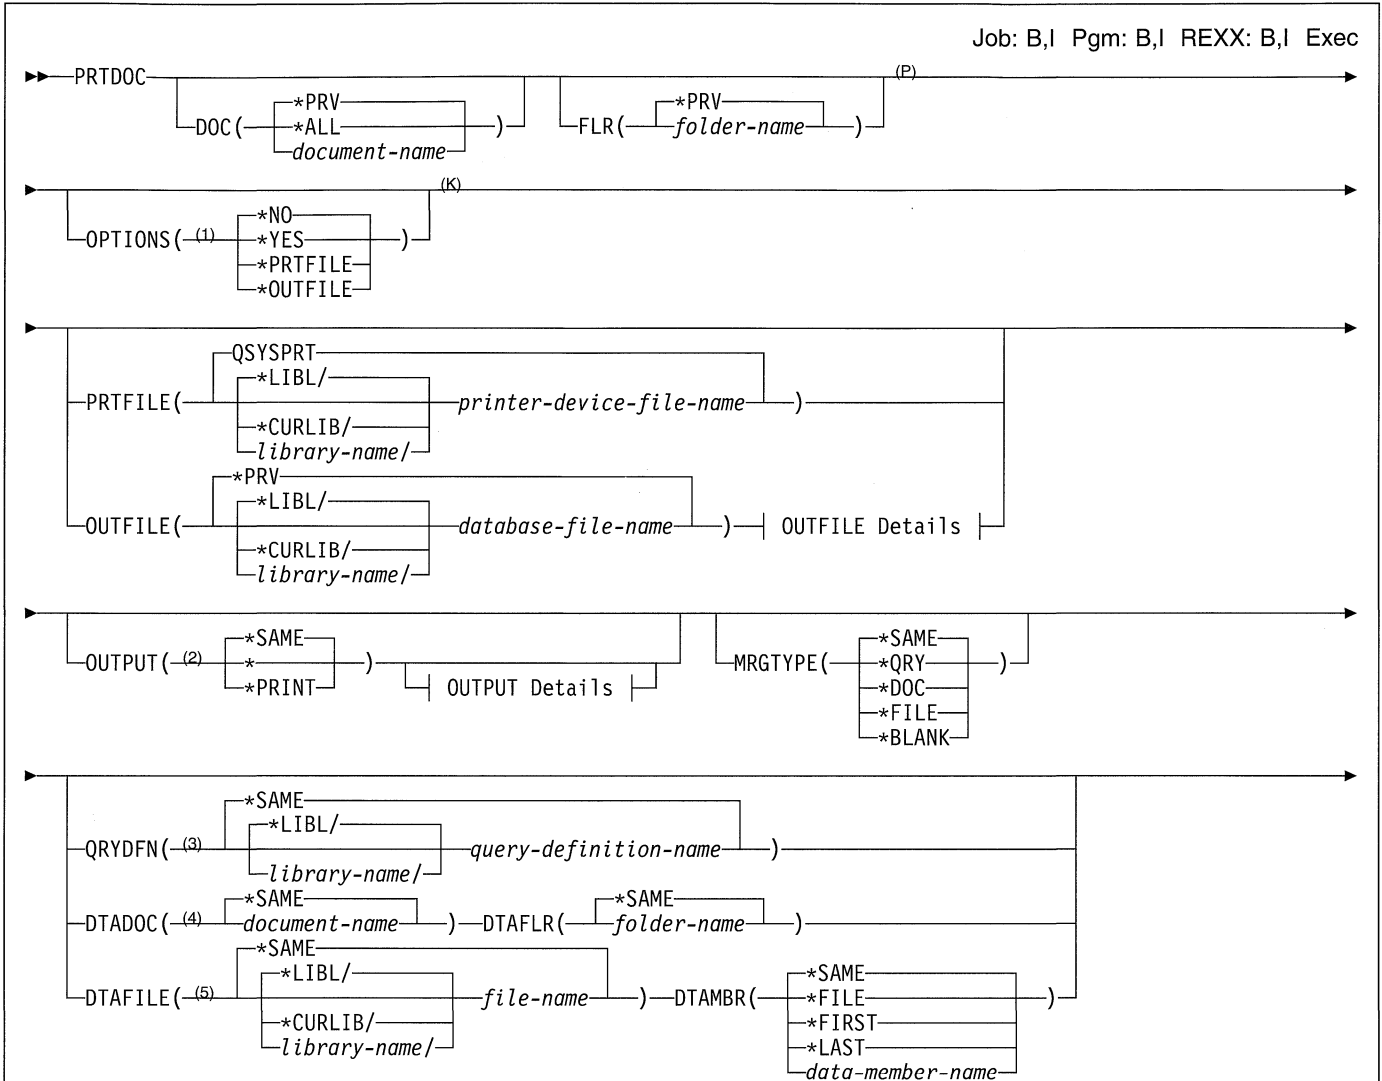 Job: B,I Pgm: B,I REXX: B,I Exec
PRTDOC
(P)
*PRV
*PRV
DOC( *ALL )
FLR( folder-name )
document-name
(K)
*NO
OPTIONS( (1) *YES )
*PRTFILE
*OUTFILE
QSYSPRT
*LIBL/
PRTFILE( printer-device-file-name )
*CURLIB/
library-name/
*PRV
*LIBL/
OUTFILE( database-file-name ) OUTFILE Details
*CURLIB/
library-name/
*SAME
*SAME
OUTPUT( (2) * )
MRGTYPE( *QRY )
*PRINT
OUTPUT Details
*DOC
*FILE
*BLANK
*SAME
*LIBL/
QRYDFN( (3) query-definition-name )
library-name/
*SAME
*SAME
DTADOC( (4) document-name ) DTAFLR( folder-name )
*SAME
*LIBL/
*SAME
DTAFILE( (5) file-name ) DTAMBR( *FILE )
*CURLIB/
*FIRST
library-name/
*LAST
data-member-name